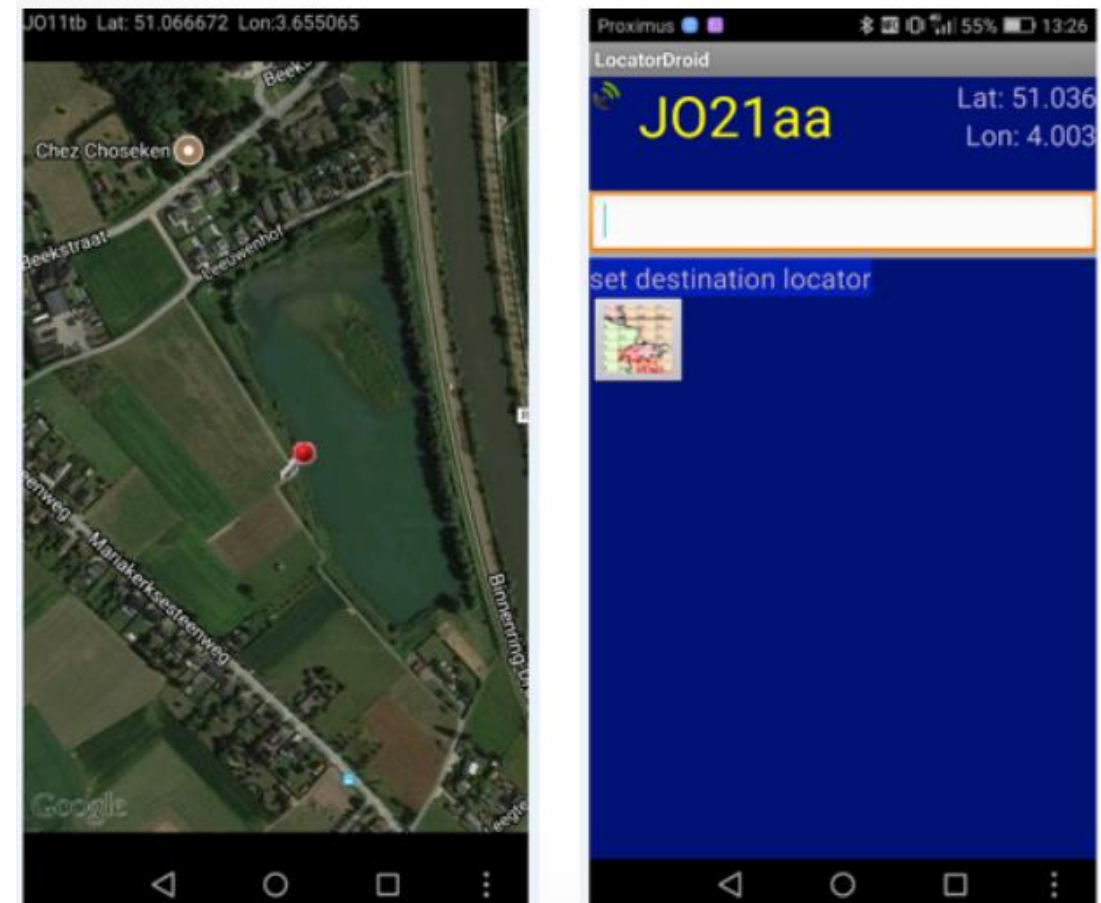 JO11tb Lat: 51.066672 Lon:3.655065
Chez Choseken
Beekstraat
Leeuwenhof
Mariakerksesteenweg
Binnenring-
Google
Proximus 55% 13:26
LocatorDroid
JO21aa
Lat: 51.036
Lon: 4.003
set destination locator